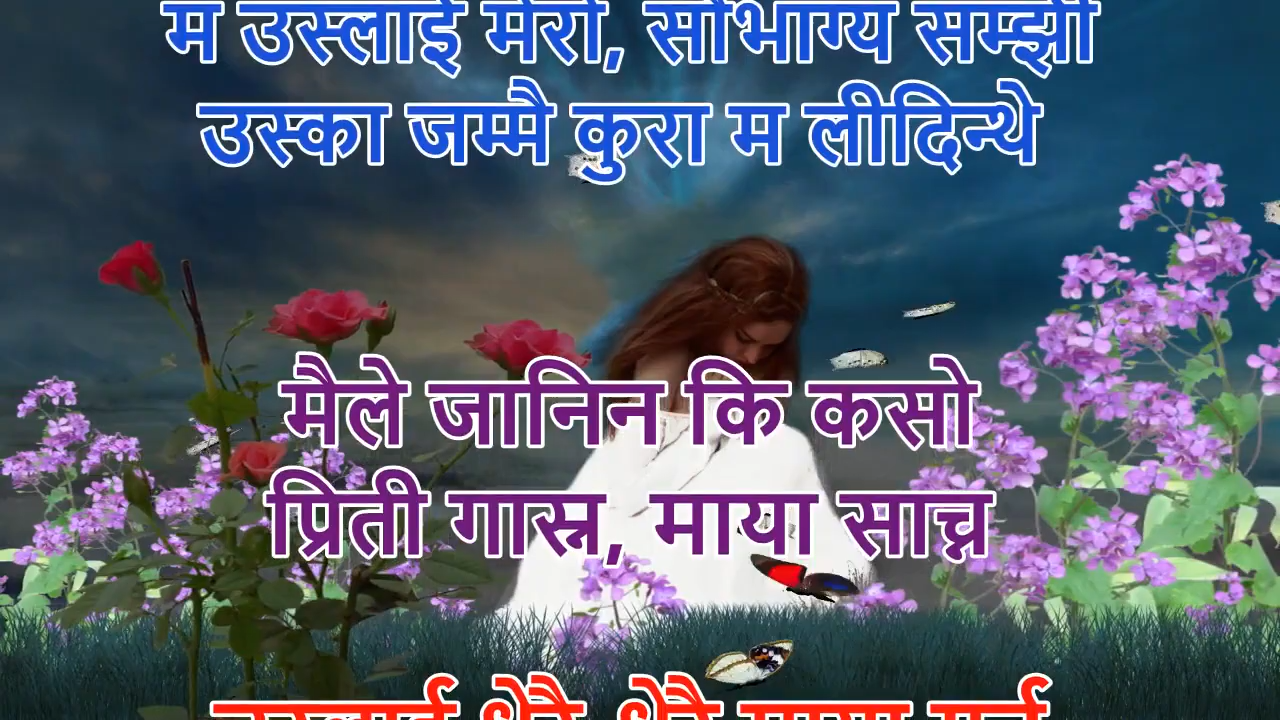 म उस्लाई मेरो, सौभाग्य सम्झी
उस्का जम्मै कुरा म लीदिन्थे
मैले जानिन कि कसो
प्रिती गास्न, माया साच्न